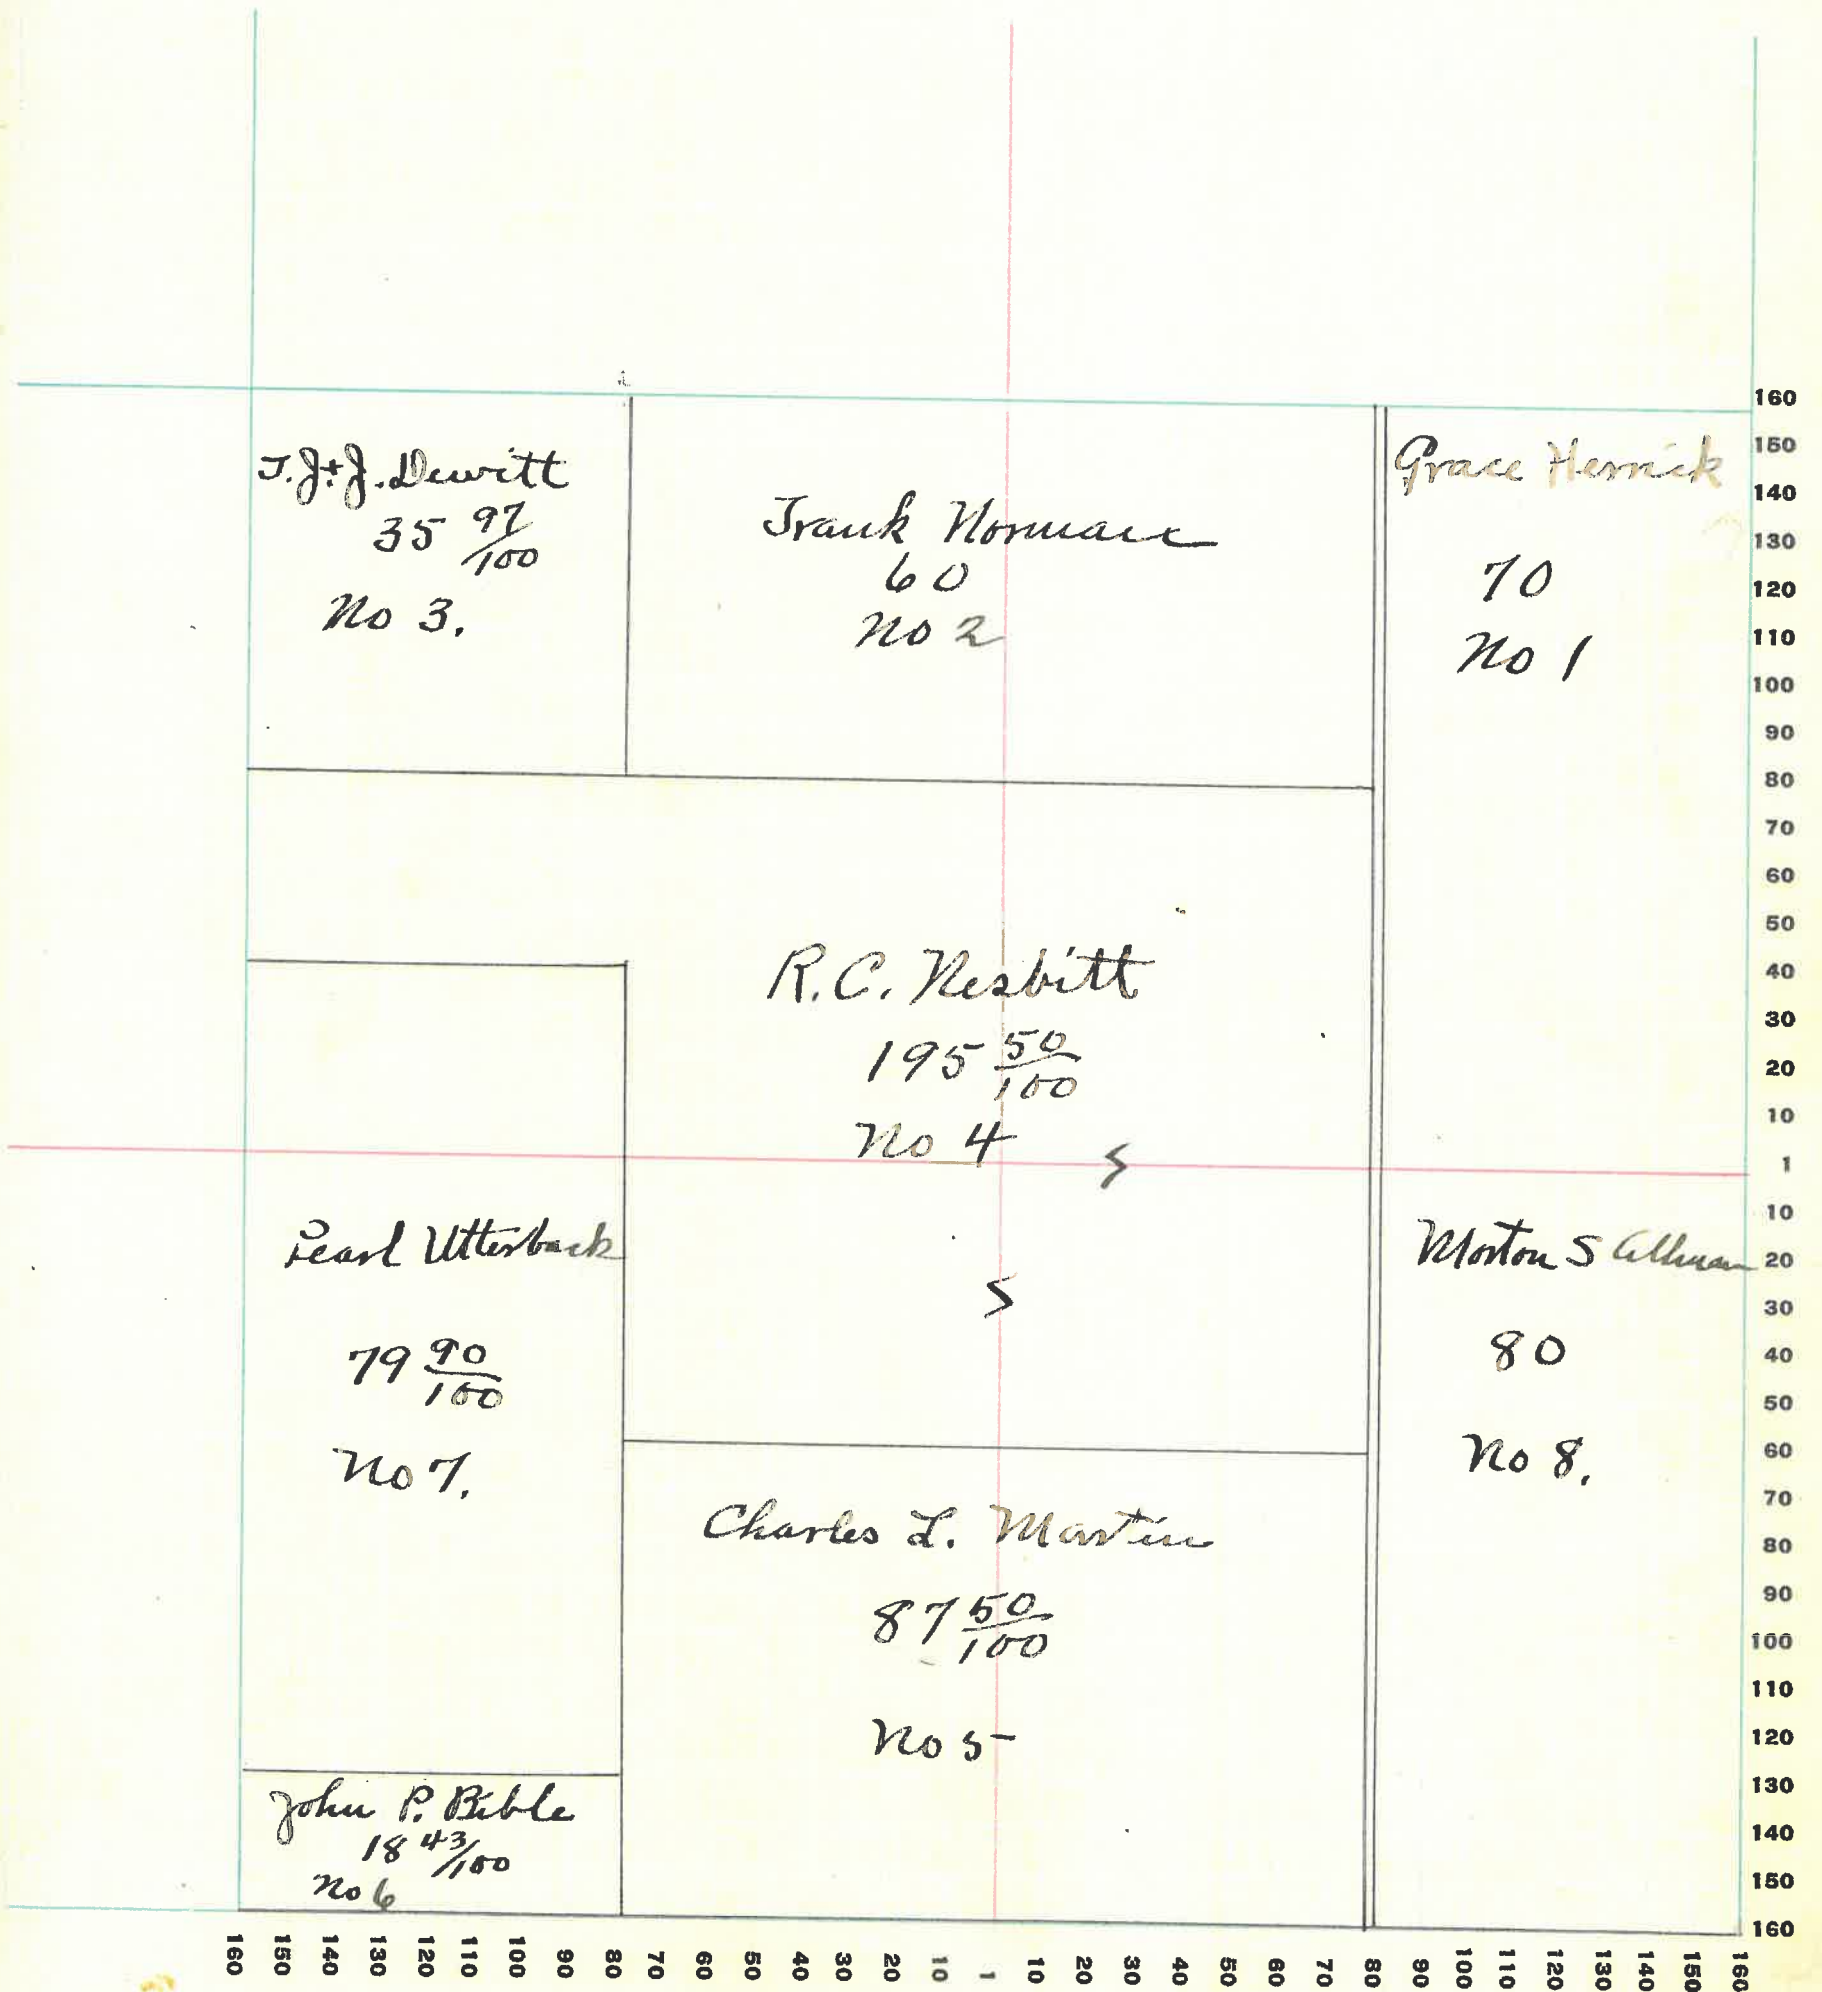 T. J. + J. Dewitt
35 97/100
No 3.
Frank Norman
60
No 2
Grace Herrick
70
No 1
R. C. Nesbitt
195 50/100
No 4
S
S
Pearl Utterback
79 90/100
No 7.
Morton S Allman
80
No 8.
Charles L. Martin
87 50/100
No 5
John P. Bible
18 43/100
No 6
160
150
140
130
120
110
100
90
80
70
60
50
40
30
20
10
1
10
20
30
40
50
60
70
80
90
100
110
120
130
140
150
160
160 150 140 130 120 110 100 90 80 70 60 50 40 30 20 10 1 10 20 30 40 50 60 70 80 90 100 110 120 130 140 150 160